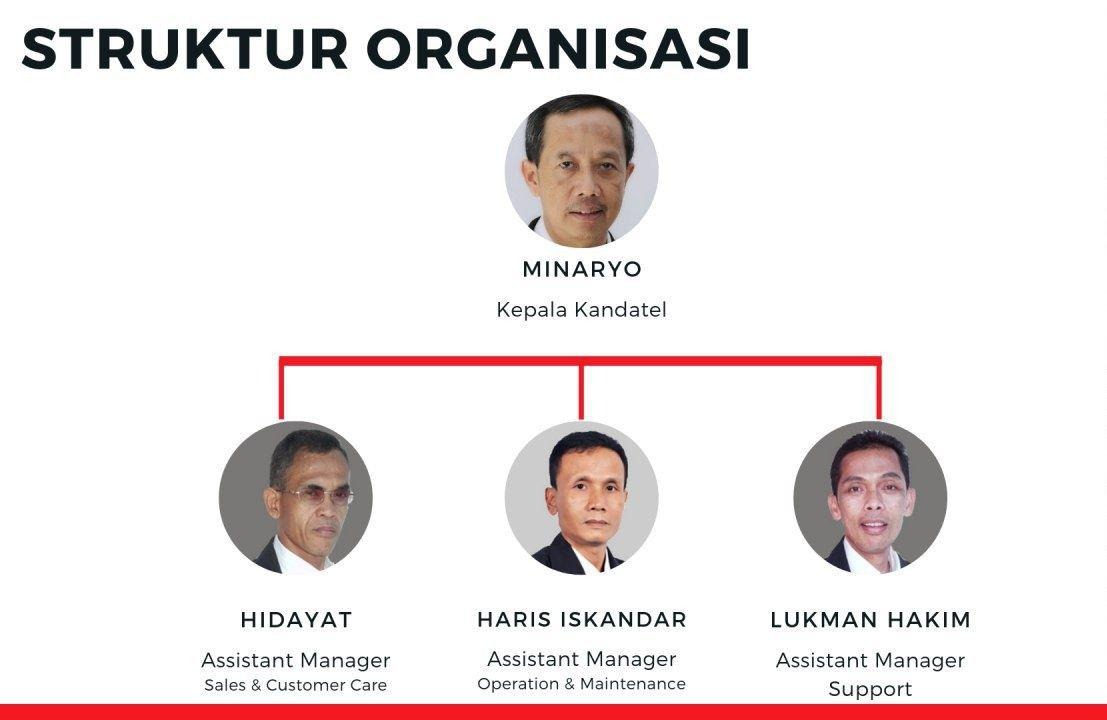 STRUKTUR ORGANISASI
MINARYO
Kepala Kandatel
HIDAYAT
Assistant Manager
Sales & Customer Care
HARIS ISKANDAR
Assistant Manager
Operation & Maintenance
LUKMAN HAKIM
Assistant Manager
Support